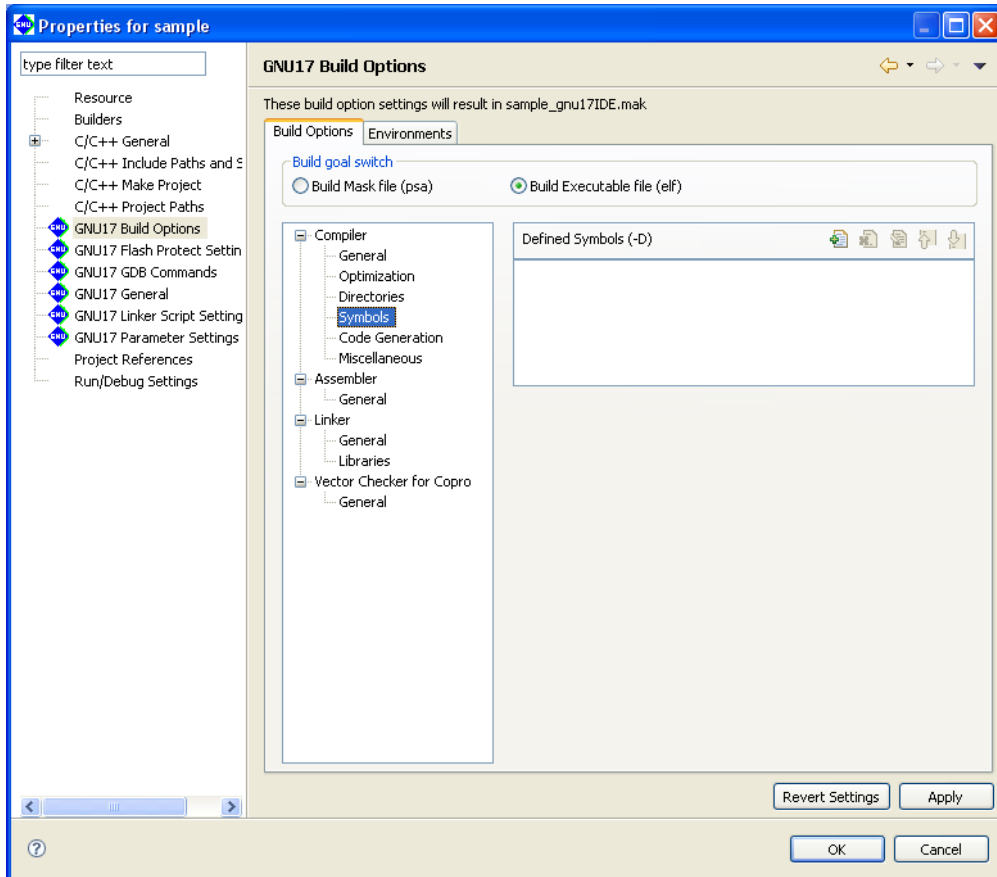 Properties for sample
type filter text
Resource
Builders
C/C++ General
C/C++ Include Paths and S
C/C++ Make Project
C/C++ Project Paths
GNU17 Build Options
GNU17 Flash Protect Settin
GNU17 GDB Commands
GNU17 General
GNU17 Linker Script Setting
GNU17 Parameter Settings
Project References
Run/Debug Settings
GNU17 Build Options
These build option settings will result in sample_gnu17IDE.mak
Build Options Environments
Build goal switch
Build Mask file (psa) Build Executable file (elf)
Compiler
General
Optimization
Directories
Symbols
Code Generation
Miscellaneous
Assembler
General
Linker
General
Libraries
Vector Checker for Copro
General
Defined Symbols (-D)
Revert Settings Apply
OK Cancel